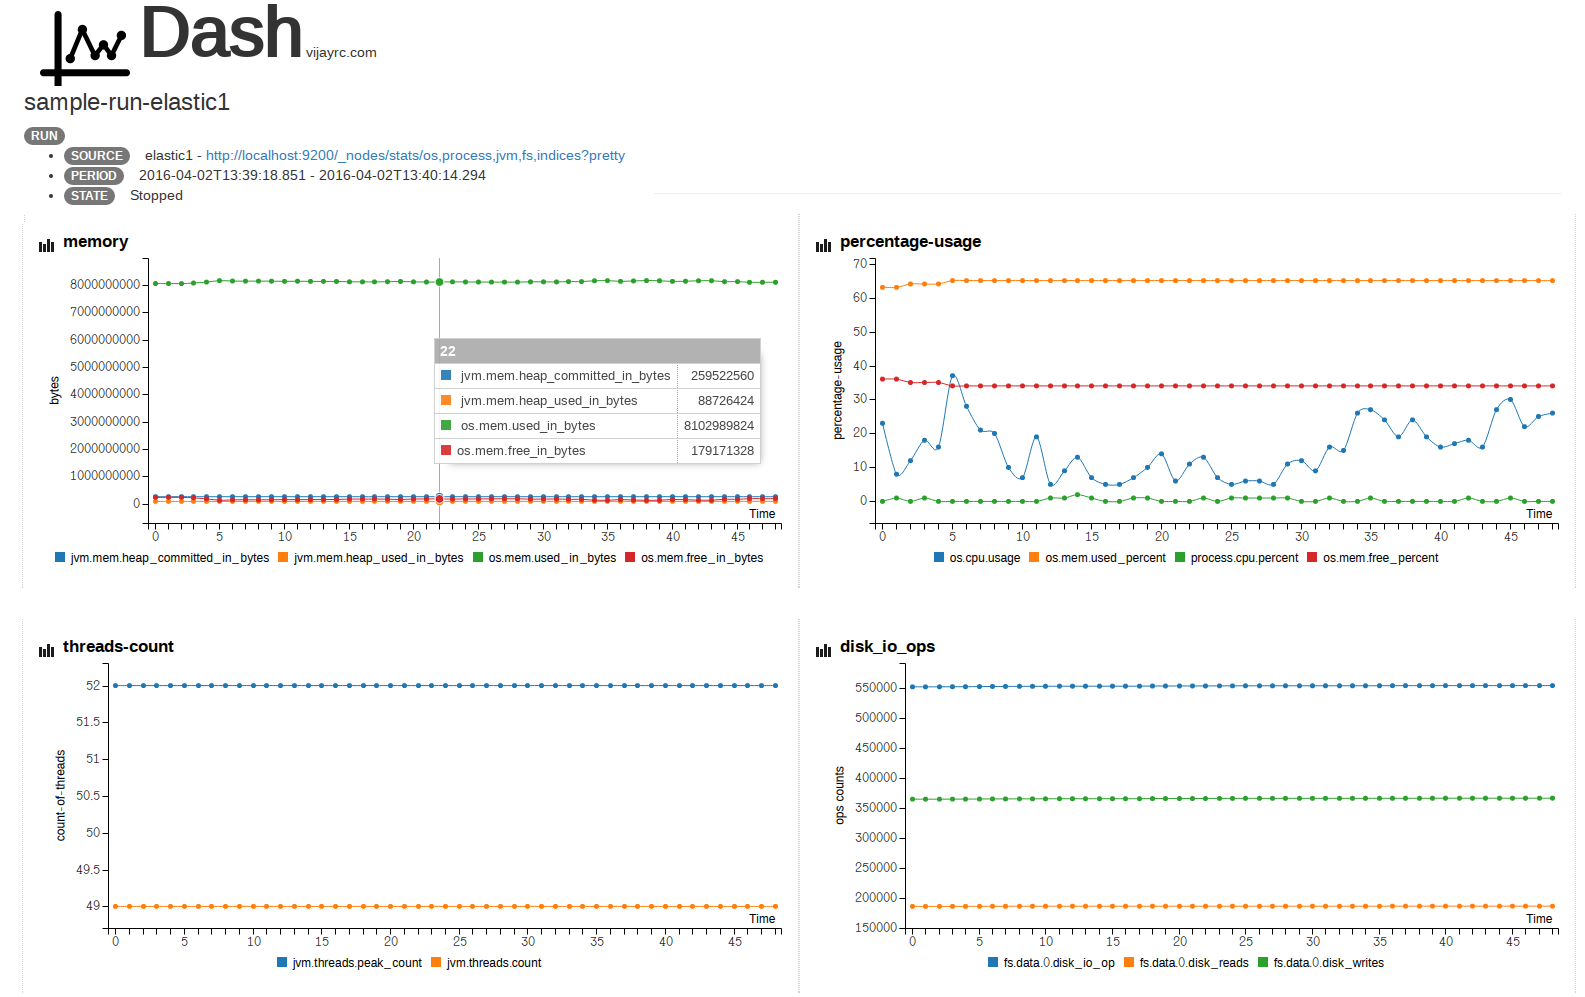 Dash vijayrc.com
sample-run-elastic1
RUN
SOURCE elastic1 - http://localhost:9200/_nodes/stats/os,process,jvm,fs,indices?pretty
PERIOD 2016-04-02T13:39:18.851 - 2016-04-02T13:40:14.294
STATE Stopped
memory
8000000000
7000000000
6000000000
5000000000
4000000000
3000000000
2000000000
1000000000
0
bytes
22
jvm.mem.heap_committed_in_bytes 259522560
jvm.mem.heap_used_in_bytes 88726424
os.mem.used_in_bytes 8102989824
os.mem.free_in_bytes 179171328
Time
0 5 10 15 20 25 30 35 40 45
jvm.mem.heap_committed_in_bytes jvm.mem.heap_used_in_bytes os.mem.used_in_bytes os.mem.free_in_bytes
percentage-usage
70
60
50
40
30
20
10
0
percentage-usage
Time
0 5 10 15 20 25 30 35 40 45
os.cpu.usage os.mem.used_percent process.cpu.percent os.mem.free_percent
threads-count
52
51.5
51
50.5
50
49.5
49
count-of-threads
Time
0 5 10 15 20 25 30 35 40 45
jvm.threads.peak_count jvm.threads.count
disk_io_ops
550000
500000
450000
400000
350000
300000
250000
200000
150000
ops counts
Time
0 5 10 15 20 25 30 35 40 45
fs.data.0.disk_io_op fs.data.0.disk_reads fs.data.0.disk_writes